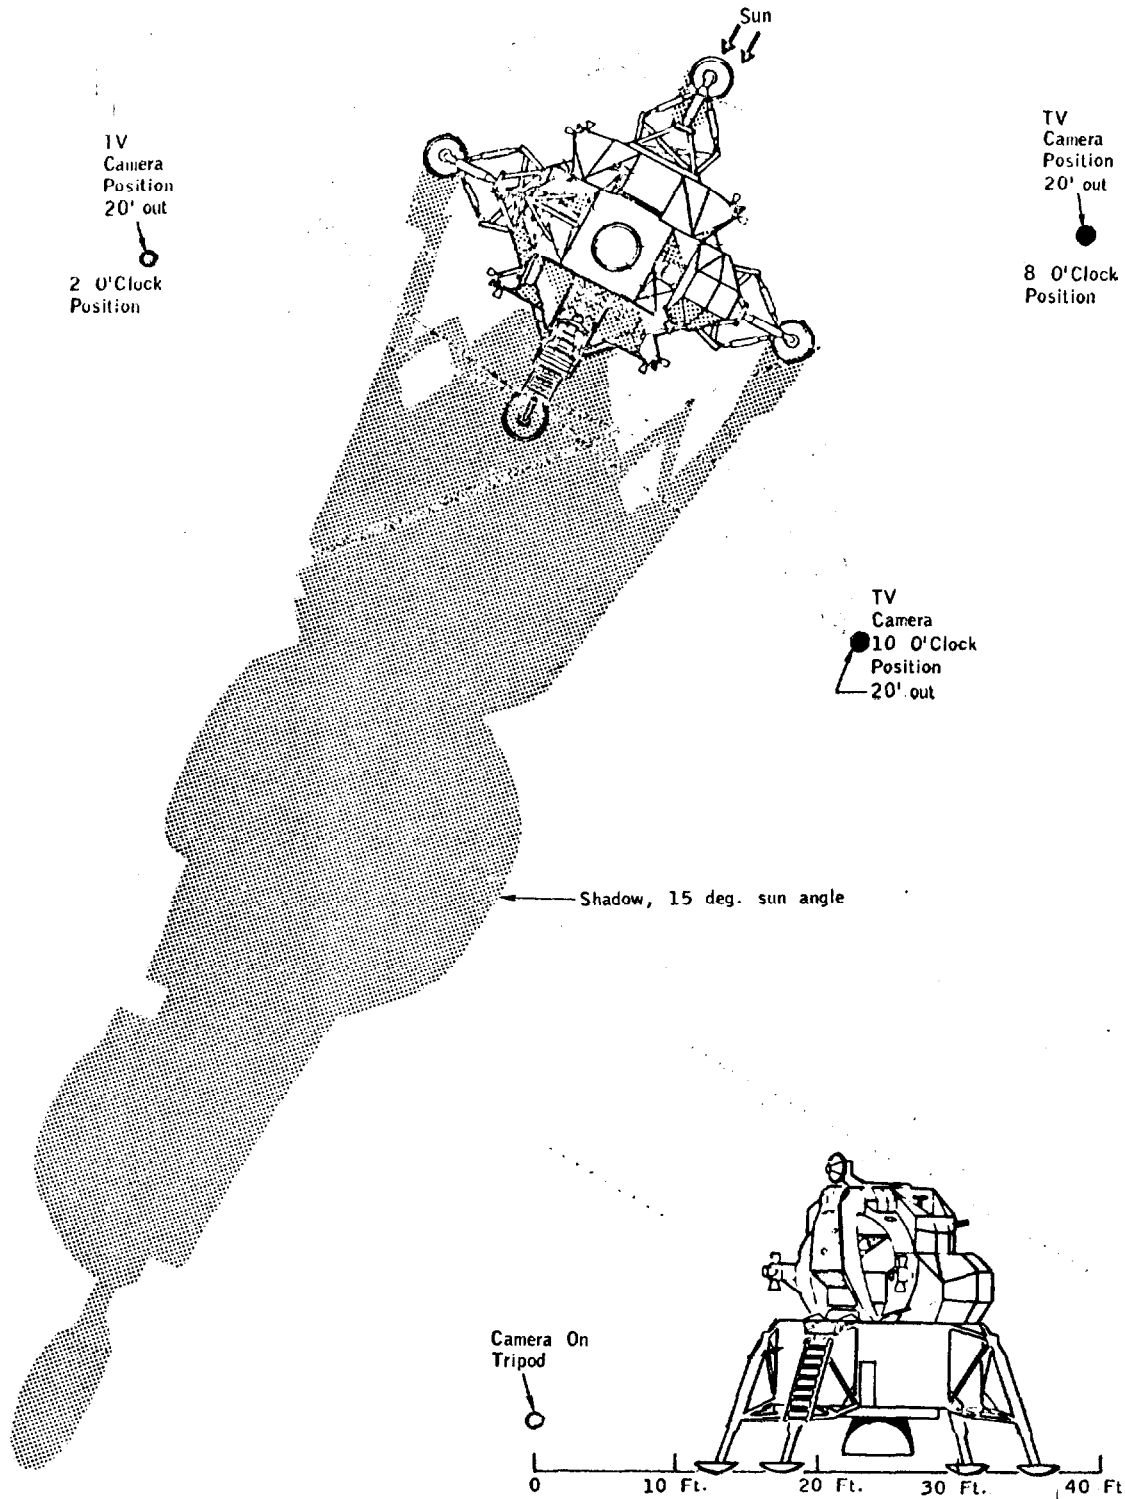 Sun
TV
Camera
Position
20' out
2 O'Clock
Position
TV
Camera
Position
20' out
8 O'Clock
Position
TV
Camera
10 O'Clock
Position
20' out
Shadow, 15 deg. sun angle
Camera On
Tripod
0 10 Ft. 20 Ft. 30 Ft. 40 Ft